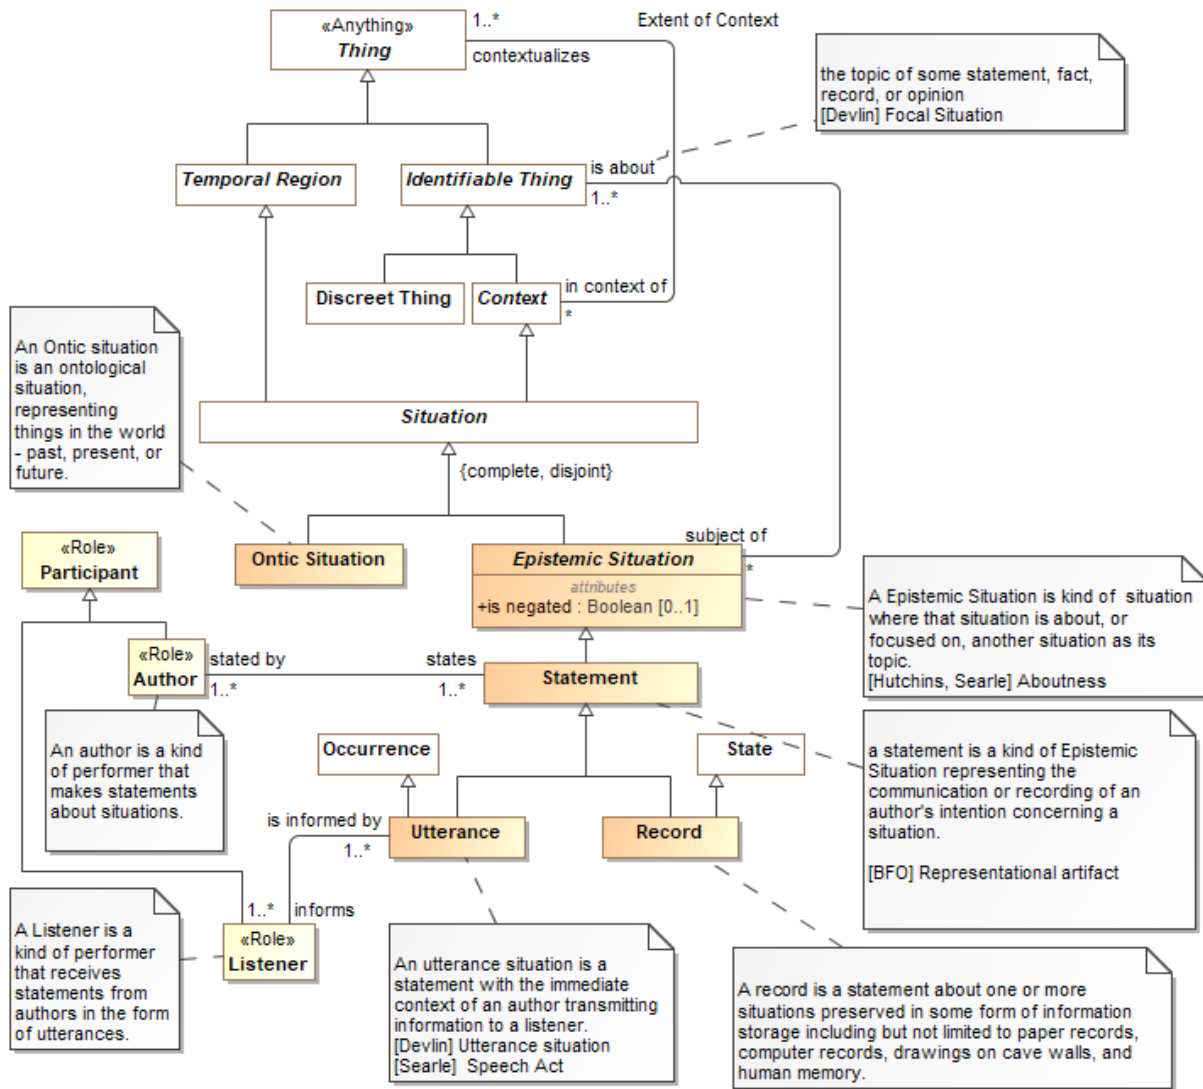 «Anything»
Thing
1..*
contextualizes
Extent of Context
the topic of some statement, fact,
record, or opinion
[Devlin] Focal Situation
Temporal Region
Identifiable Thing
is about
1..*
Discreet Thing
Context
in context of
*
An Ontic situation
is an ontological
situation,
representing
things in the world
- past, present, or
future.
Situation
{complete, disjoint}
«Role»
Participant
Ontic Situation
Epistemic Situation
attributes
+is negated : Boolean [0..1]
subject of
*
A Epistemic Situation is kind of situation
where that situation is about, or
focused on, another situation as its
topic.
[Hutchins, Searle] Aboutness
«Role»
Author
stated by
1..*
states
1..*
Statement
An author is a kind
of performer that
makes statements
about situations.
Occurrence
State
a statement is a kind of Epistemic
Situation representing the
communication or recording of an
author's intention concerning a
situation.
[BFO] Representational artifact
is informed by
1..*
Utterance
Record
1..*
informs
«Role»
Listener
A Listener is a
kind of performer
that receives
statements from
authors in the form
of utterances.
An utterance situation is a
statement with the immediate
context of an author transmitting
information to a listener.
[Devlin] Utterance situation
[Searle] Speech Act
A record is a statement about one or more
situations preserved in some form of information
storage including but not limited to paper records,
computer records, drawings on cave walls, and
human memory.